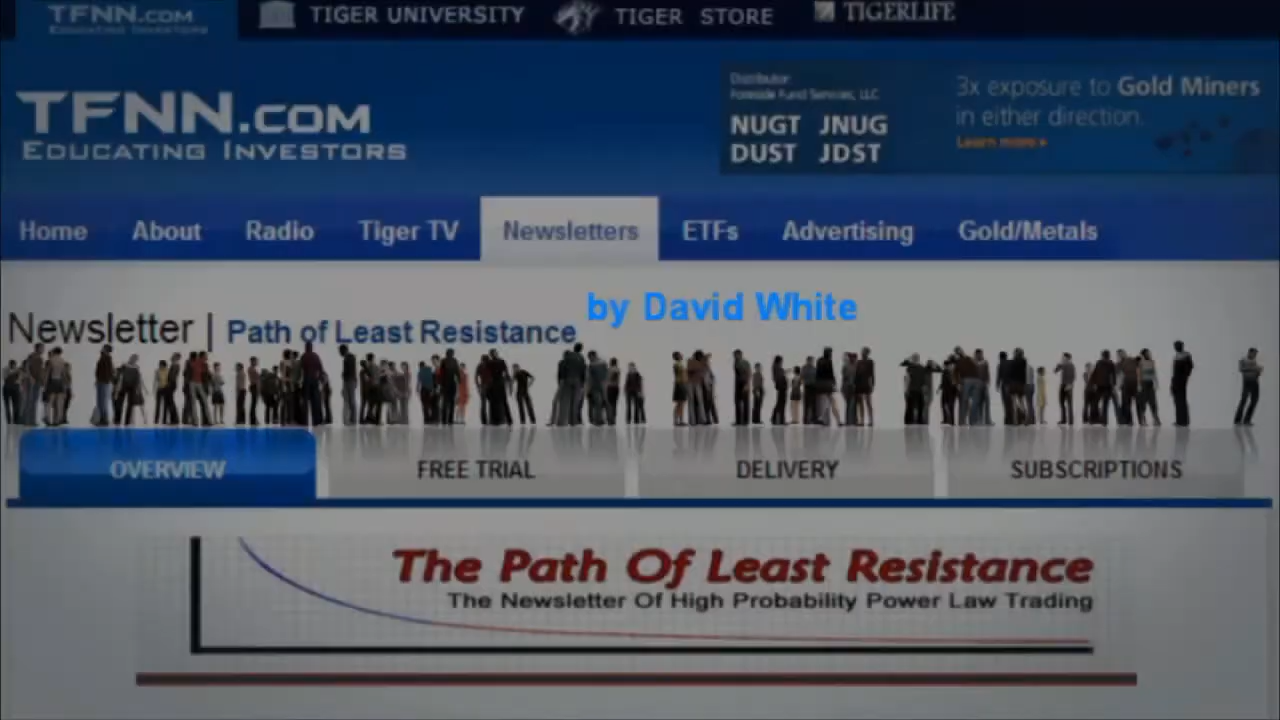 TFNN.COM
EDUCATING INVESTORS
TIGER UNIVERSITY
TIGER STORE
TIGERLIFE
TFNN.COM
EDUCATING INVESTORS
Distributor:
Foreside Fund Services, LLC
NUGT JNUG
DUST JDST
3x exposure to Gold Miners
in either direction.
Learn more
Home About Radio Tiger TV Newsletters ETFs Advertising Gold/Metals
by David White
Newsletter | Path of Least Resistance
OVERVIEW FREE TRIAL DELIVERY SUBSCRIPTIONS
The Path Of Least Resistance
The Newsletter Of High Probability Power Law Trading